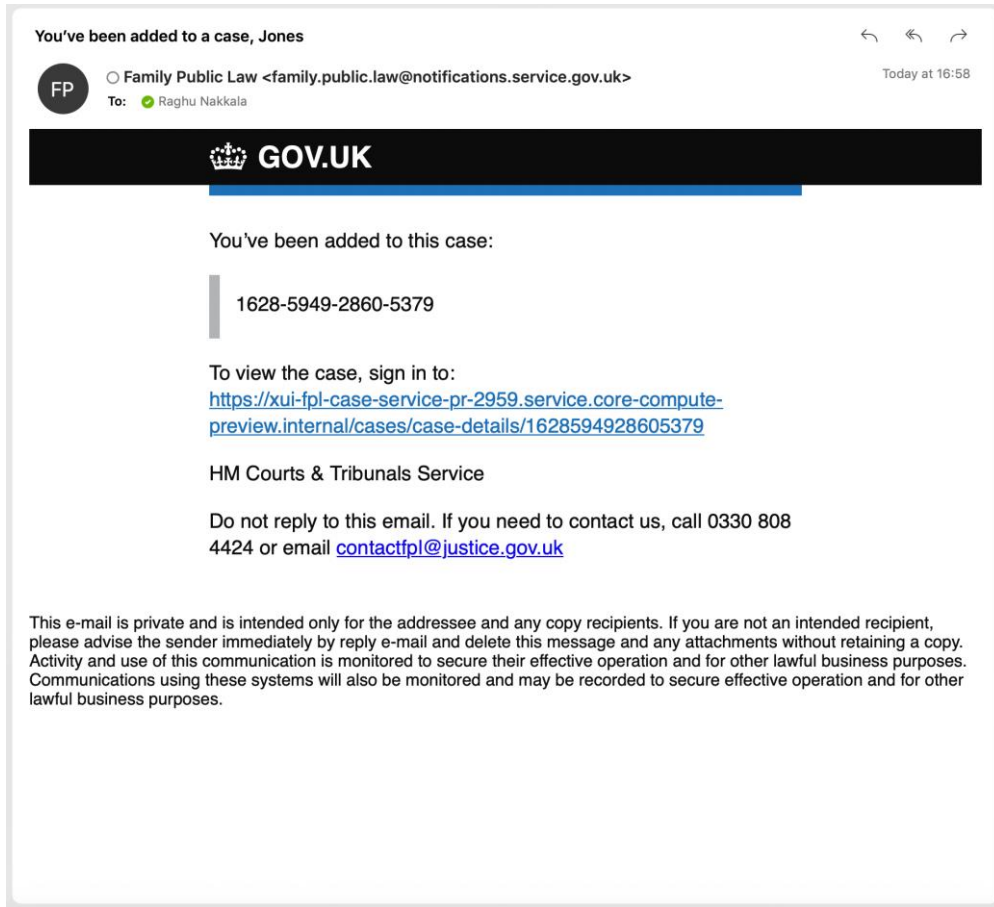 You’ve been added to a case, Jones
FP
Family Public Law <family.public.law@notifications.service.gov.uk>
Today at 16:58
To: Raghu Nakkala
GOV.UK
You’ve been added to this case:
1628-5949-2860-5379
To view the case, sign in to:
https://xui-fpl-case-service-pr-2959.service.core-compute-
preview.internal/cases/case-details/1628594928605379
HM Courts & Tribunals Service
Do not reply to this email. If you need to contact us, call 0330 808
4424 or email contactfpl@justice.gov.uk
This e-mail is private and is intended only for the addressee and any copy recipients. If you are not an intended recipient,
please advise the sender immediately by reply e-mail and delete this message and any attachments without retaining a copy.
Activity and use of this communication is monitored to secure their effective operation and for other lawful business purposes.
Communications using these systems will also be monitored and may be recorded to secure effective operation and for other
lawful business purposes.